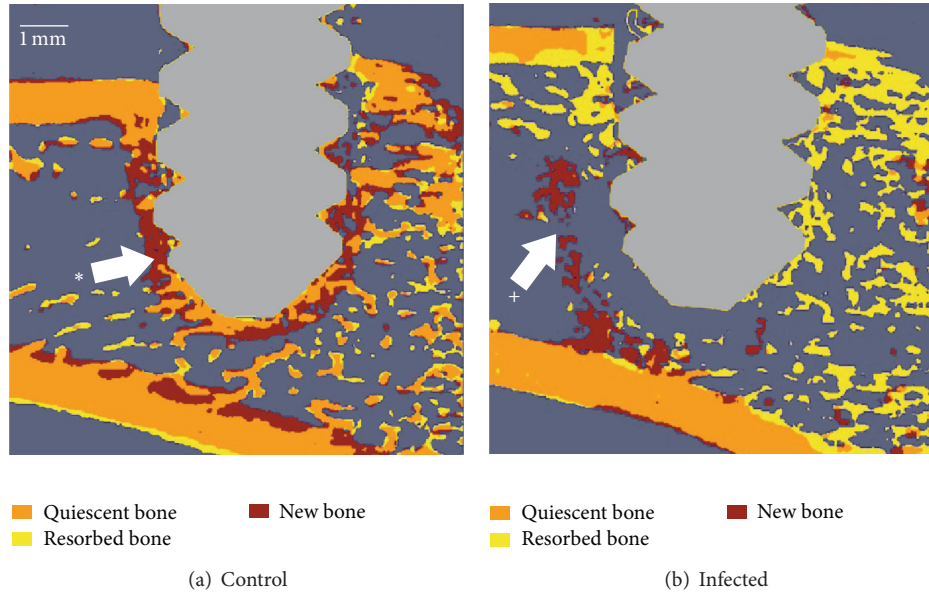 1 mm
*
+
Quiescent bone
New bone
Resorbed bone
Quiescent bone
New bone
Resorbed bone
(a) Control
(b) Infected